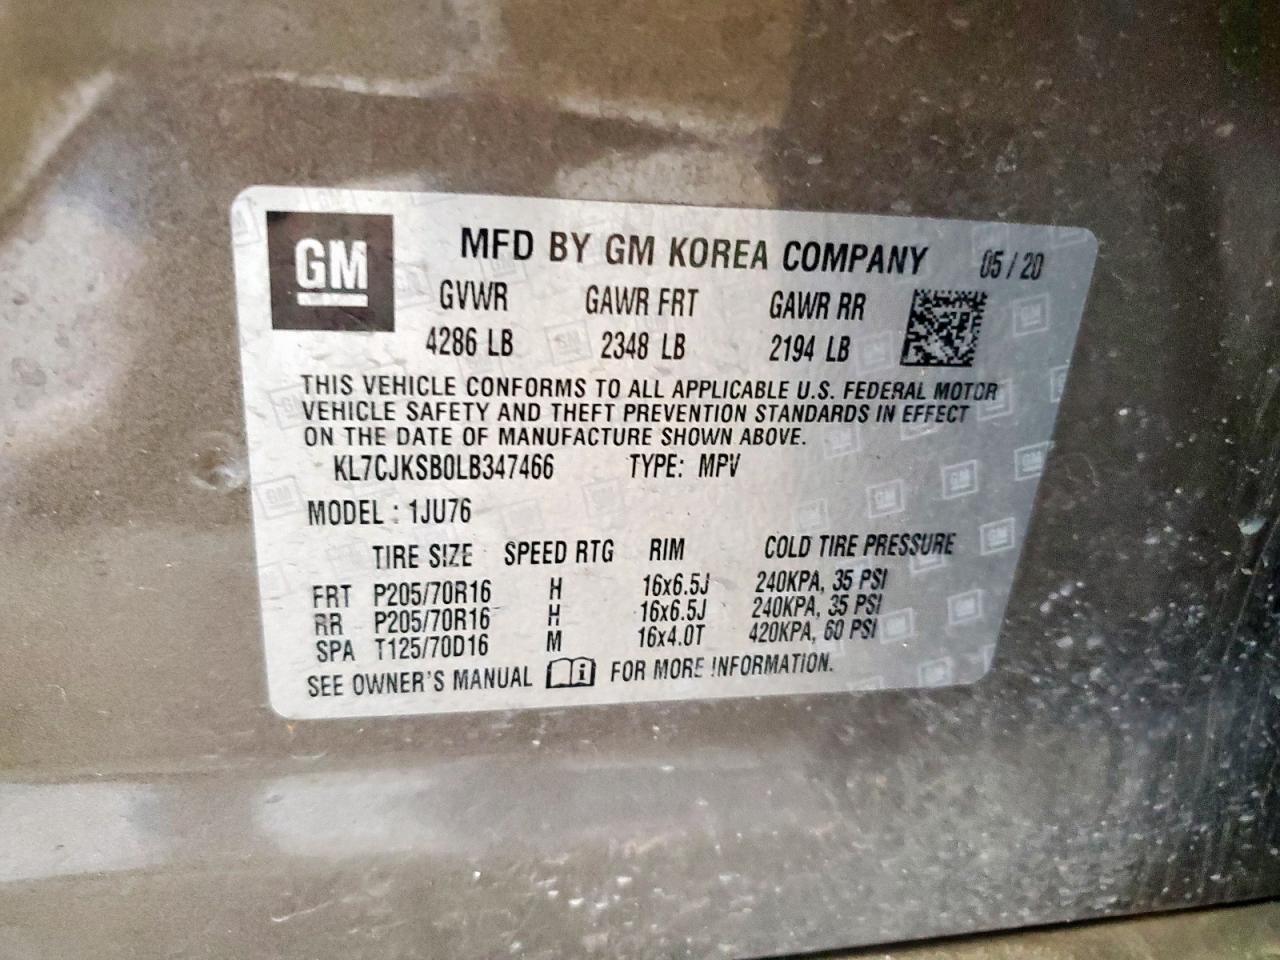 GM
MFD BY GM KOREA COMPANY 05/20
GVWR GAWR FRT GAWR RR
4286 LB 2348 LB 2194 LB
THIS VEHICLE CONFORMS TO ALL APPLICABLE U.S. FEDERAL MOTOR
VEHICLE SAFETY AND THEFT PREVENTION STANDARDS IN EFFECT
ON THE DATE OF MANUFACTURE SHOWN ABOVE.
KL7CJKSB0LB347466 TYPE: MPV
MODEL : 1JU76
TIRE SIZE SPEED RTG RIM COLD TIRE PRESSURE
FRT P205/70R16 H 16x6.5J 240KPA, 35 PSI
RR P205/70R16 H 16x6.5J 240KPA, 35 PSI
SPA T125/70D16 M 16x4.0T 420KPA, 60 PSI
SEE OWNER'S MANUAL i FOR MORE INFORMATION.